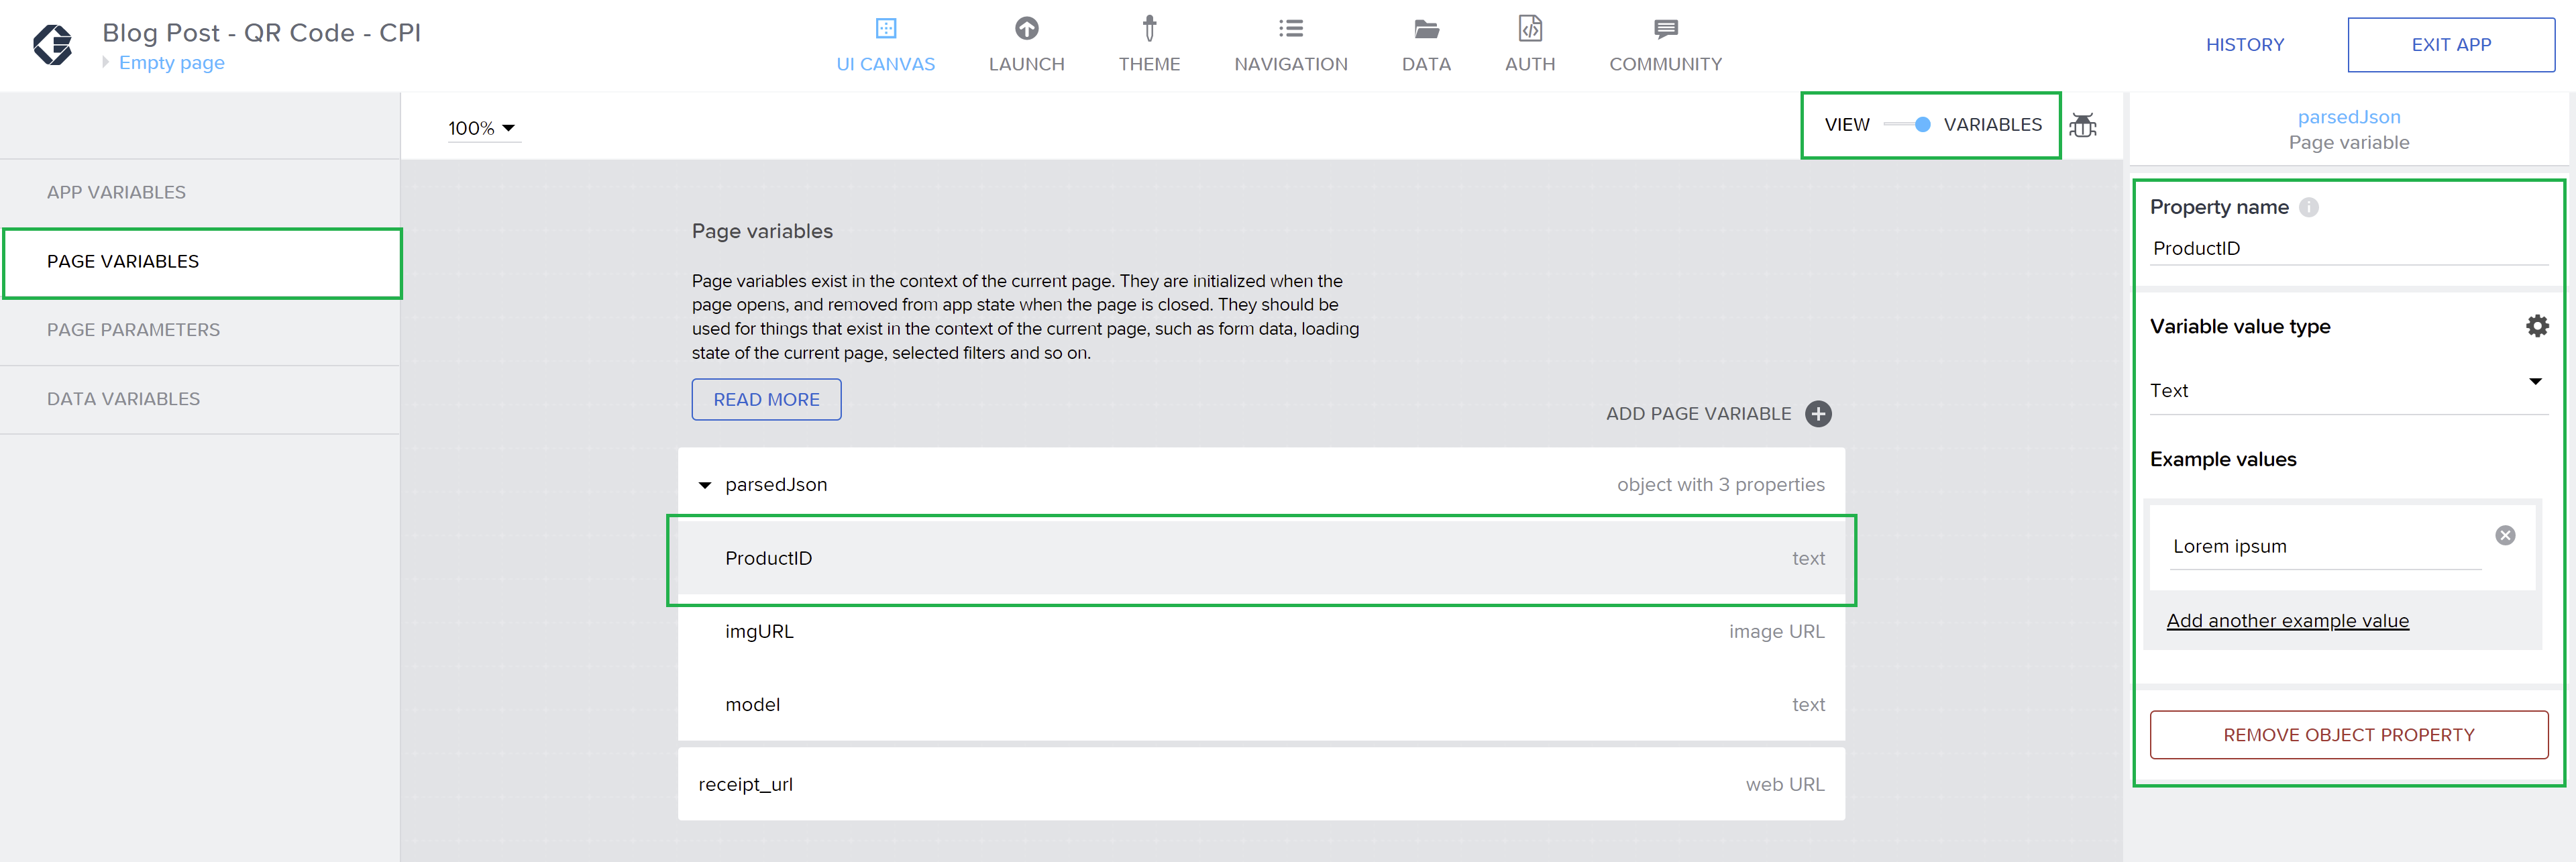 Blog Post - QR Code - CPI
Empty page
UI CANVAS
LAUNCH
THEME
NAVIGATION
DATA
AUTH
COMMUNITY
HISTORY
EXIT APP
100%
VIEW
VARIABLES
APP VARIABLES
PAGE VARIABLES
PAGE PARAMETERS
DATA VARIABLES
Page variables
Page variables exist in the context of the current page. They are initialized when the
page opens, and removed from app state when the page is closed. They should be
used for things that exist in the context of the current page, such as form data, loading
state of the current page, selected filters and so on.
READ MORE
ADD PAGE VARIABLE
parsedJson object with 3 properties
ProductID text
imgURL image URL
model text
receipt_url web URL
parsedJson
Page variable
Property name
ProductID
Variable value type
Text
Example values
Lorem ipsum
Add another example value
REMOVE OBJECT PROPERTY